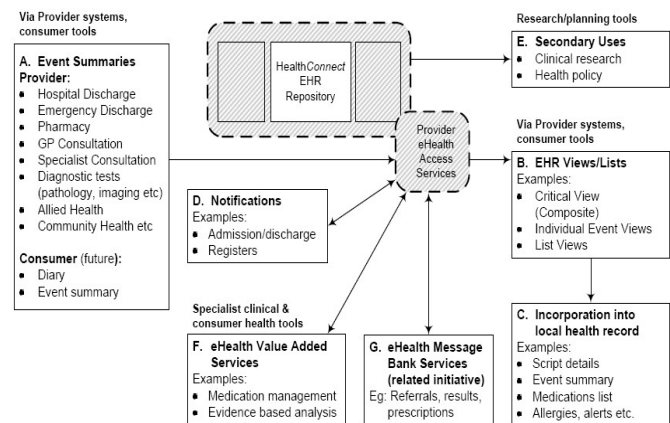 Via Provider systems,
consumer tools
A. Event Summaries
Provider:
• Hospital Discharge
• Emergency Discharge
• Pharmacy
• GP Consultation
• Specialist Consultation
• Diagnostic tests
(pathology, imaging etc)
• Allied Health
• Community Health etc
Consumer (future):
• Diary
• Event summary
HealthConnect
EHR
Repository
Provider
eHealth
Access
Services
Research/planning tools
E. Secondary Uses
• Clinical research
• Health policy
Via Provider systems,
consumer tools
B. EHR Views/Lists
Examples:
• Critical View
(Composite)
• Individual Event Views
• List Views
D. Notifications
Examples:
• Admission/discharge
• Registers
Specialist clinical &
consumer health tools
F. eHealth Value Added
Services
Examples:
• Medication management
• Evidence based analysis
G. eHealth Message
Bank Services
(related initiative)
Eg: Referrals, results,
prescriptions
C. Incorporation into
local health record
Examples:
• Script details
• Event summary
• Medications list
• Allergies, alerts etc.